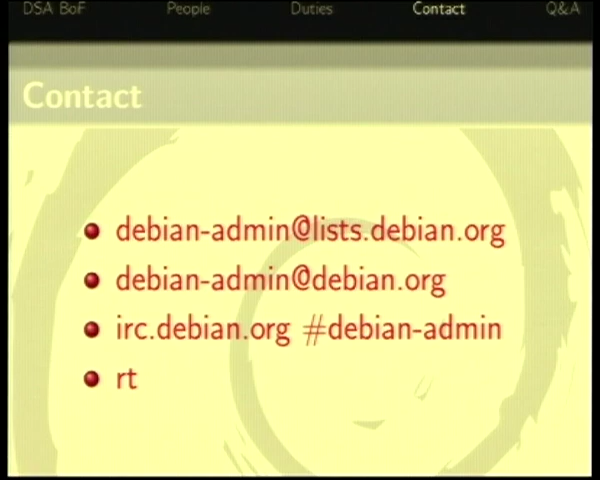 DSA BoF People Duties Contact Q&A
Contact
debian-admin@lists.debian.org
debian-admin@debian.org
irc.debian.org #debian-admin
rt